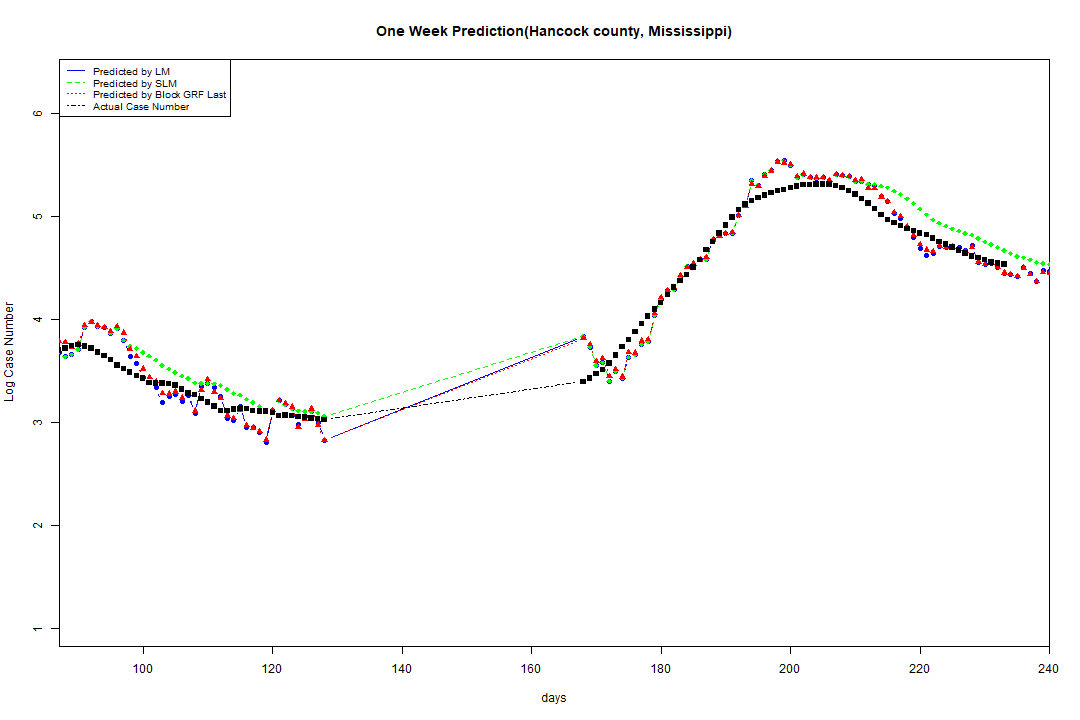 One Week Prediction(Hancock county, Mississippi)
Predicted by LM
Predicted by SLM
Predicted by Block GRF Last
Actual Case Number
Log Case Number
6
5
4
3
2
1
100 120 140 160 180 200 220 240
days